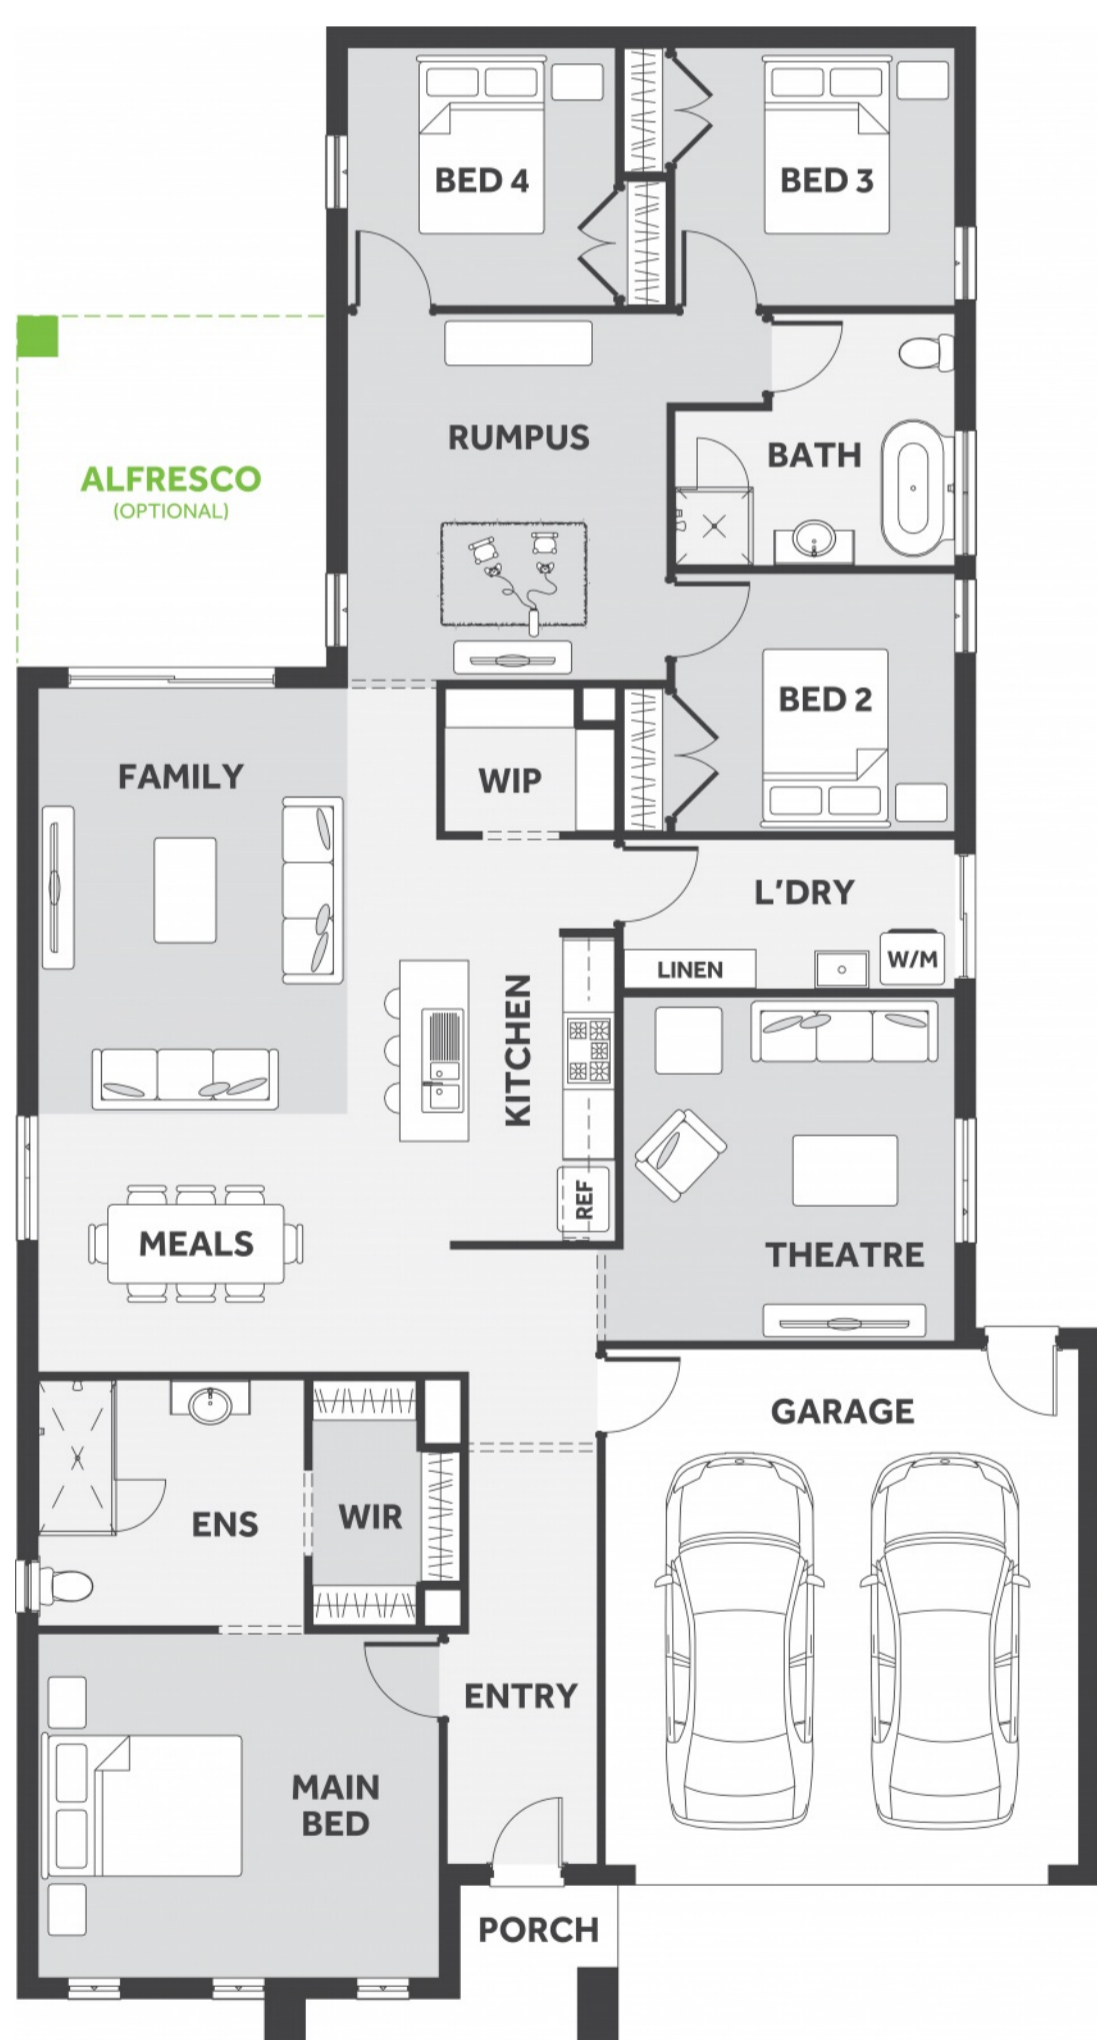 BED 4
BED 3
RUMPUS
BATH
ALFRESCO
(OPTIONAL)
BED 2
FAMILY
WIP
L'DRY
LINEN
W/M
KITCHEN
REF
MEALS
THEATRE
GARAGE
ENS
WIR
ENTRY
MAIN
BED
PORCH